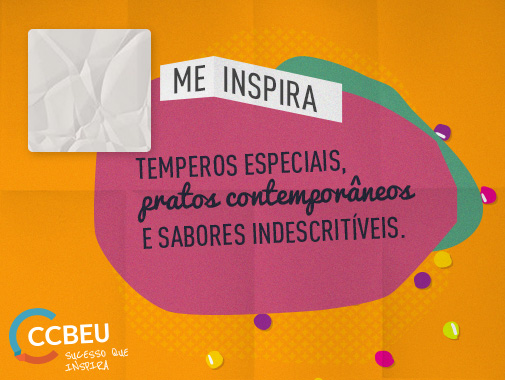 ME INSPIRA
TEMPEROS ESPECIAIS,
pratos contemporâneos
E SABORES INDESCRITÍVEIS.
CCBEU
SUCESSO QUE
INSPIRA